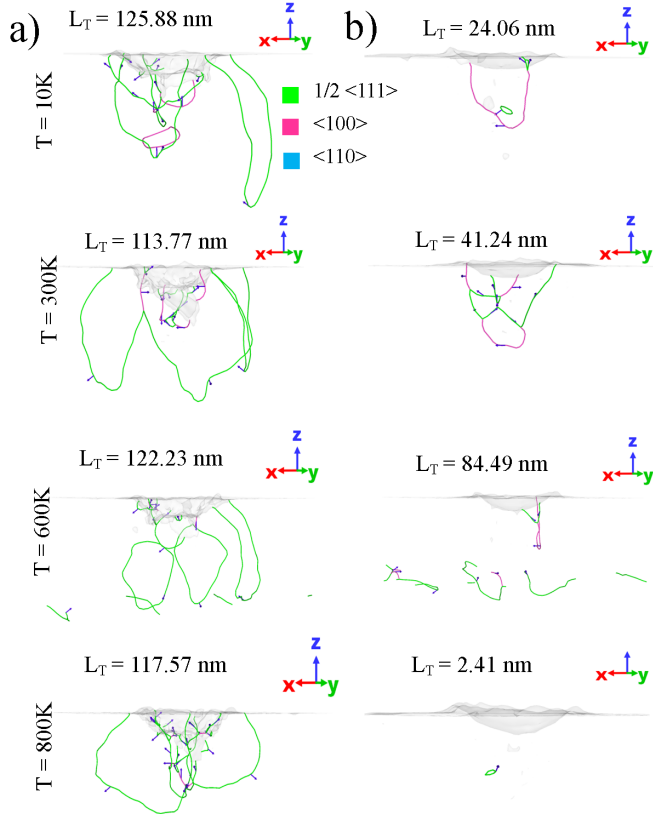 a)
b)
L_T = 125.88 nm
z
x
y
L_T = 24.06 nm
z
x
y
T = 10K
1/2 <111>
<100>
<110>
L_T = 113.77 nm
z
x
y
L_T = 41.24 nm
z
x
y
T = 300K
L_T = 122.23 nm
z
x
y
L_T = 84.49 nm
z
x
y
T = 600K
L_T = 117.57 nm
z
x
y
L_T = 2.41 nm
z
x
y
T = 800K